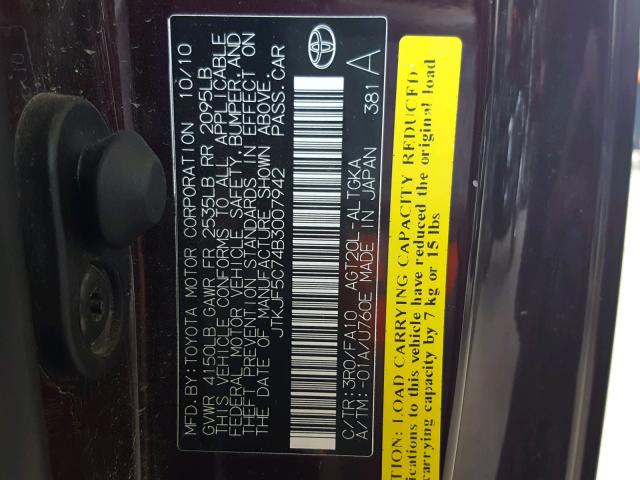 MFD. BY: TOYOTA MOTOR CORPORATION 10/10
GVWR 4150LB GAWR FR 2535LB RR 2095LB
THIS VEHICLE CONFORMS TO ALL APPLICABLE
FEDERAL MOTOR VEHICLE SAFETY, BUMPER, AND
THEFT PREVENTION STANDARDS IN EFFECT ON
THE DATE OF MANUFACTURE SHOWN ABOVE.
JTKJF5C74B3007942 PASS. CAR
C/TR: 3R0/FA10 AGT20L-ALTGKA
A/TM: -01A/U760E MADE IN JAPAN 381 A
TION: LOAD CARRYING CAPACITY REDUCED:
ications to this vehicle have reduced the original load
carrying capacity by 7 kg or 15 lbs